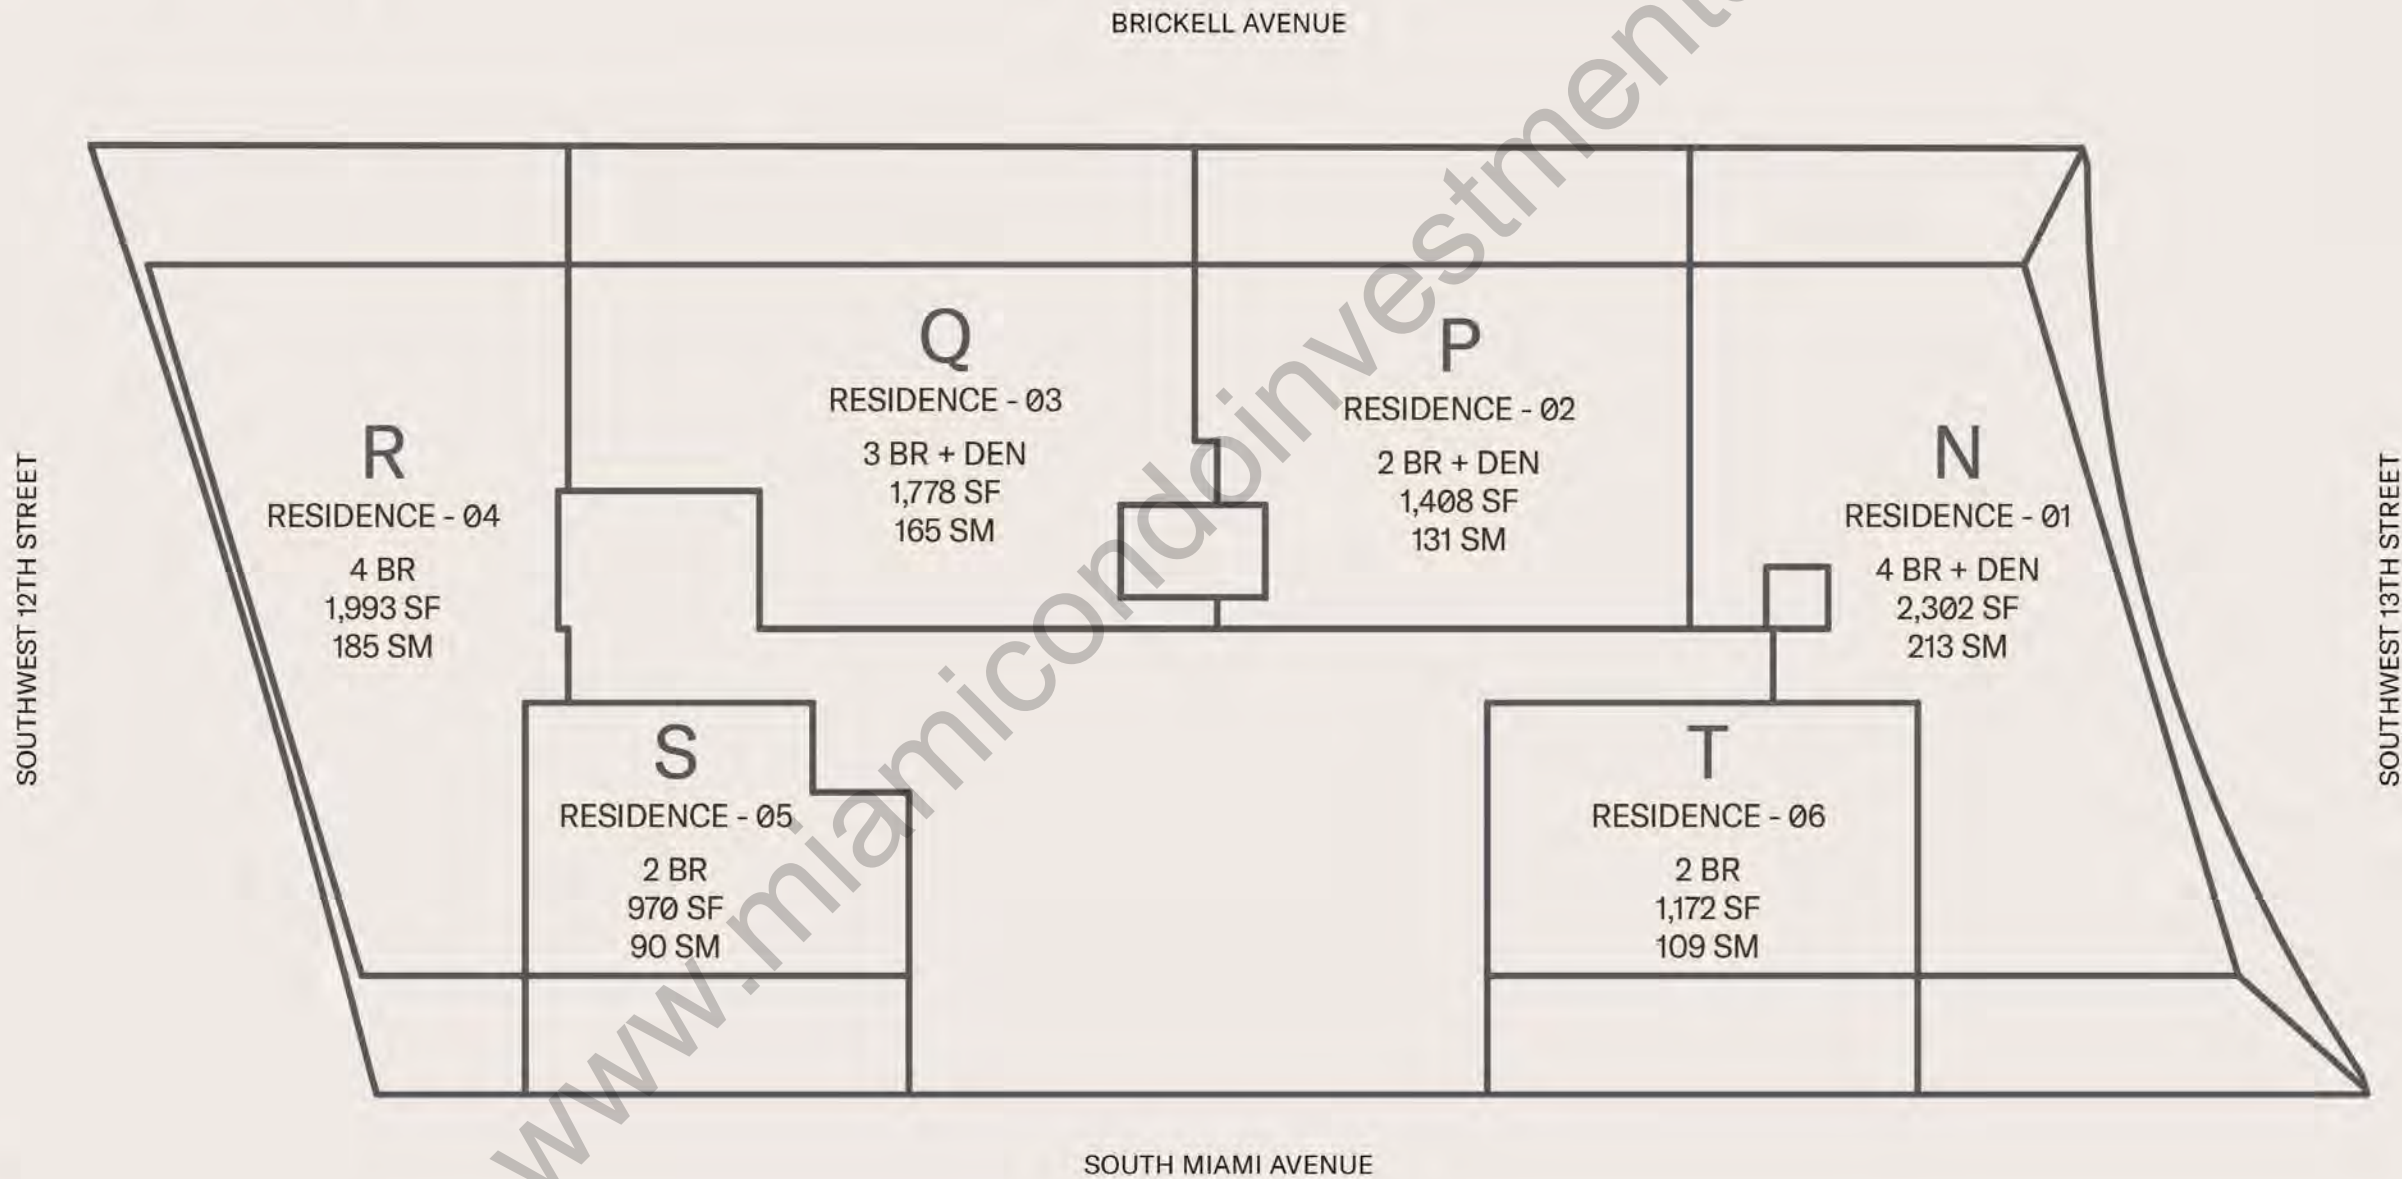 BRICKELL AVENUE
SOUTHWEST 12TH STREET
R
RESIDENCE - 04
4 BR
1,993 SF
185 SM
Q
RESIDENCE - 03
3 BR + DEN
1,778 SF
165 SM
P
RESIDENCE - 02
2 BR + DEN
1,408 SF
131 SM
N
RESIDENCE - 01
4 BR + DEN
2,302 SF
213 SM
SOUTHWEST 13TH STREET
S
RESIDENCE - 05
2 BR
970 SF
90 SM
T
RESIDENCE - 06
2 BR
1,172 SF
109 SM
SOUTH MIAMI AVENUE